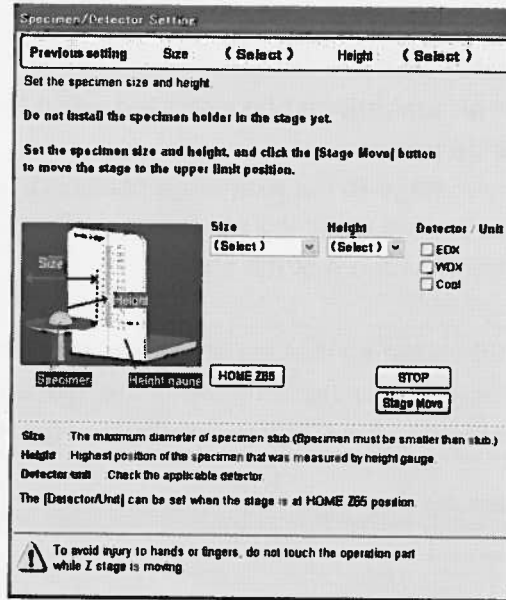 Specimen/Detector Setting
Previous setting Size ( Select ) Height ( Select )
Set the specimen size and height.
Do not install the specimen holder in the stage yet.
Set the specimen size and height, and click the [Stage Move] button
to move the stage to the upper limit position.
Size Height Detector / Unit
( Select ) ( Select )
EDX
WDX
Cool
Size
Height
Specimen Height gauge
HOME Z65 STOP
Stage Move
Size The maximum diameter of specimen stub (Specimen must be smaller than stub.)
Height Highest position of the specimen that was measured by height gauge.
Detector unit Check the applicable detector
The [Detector/Unit] can be set when the stage is at HOME Z65 position.
To avoid injury to hands or fingers, do not touch the operation part
while Z stage is moving